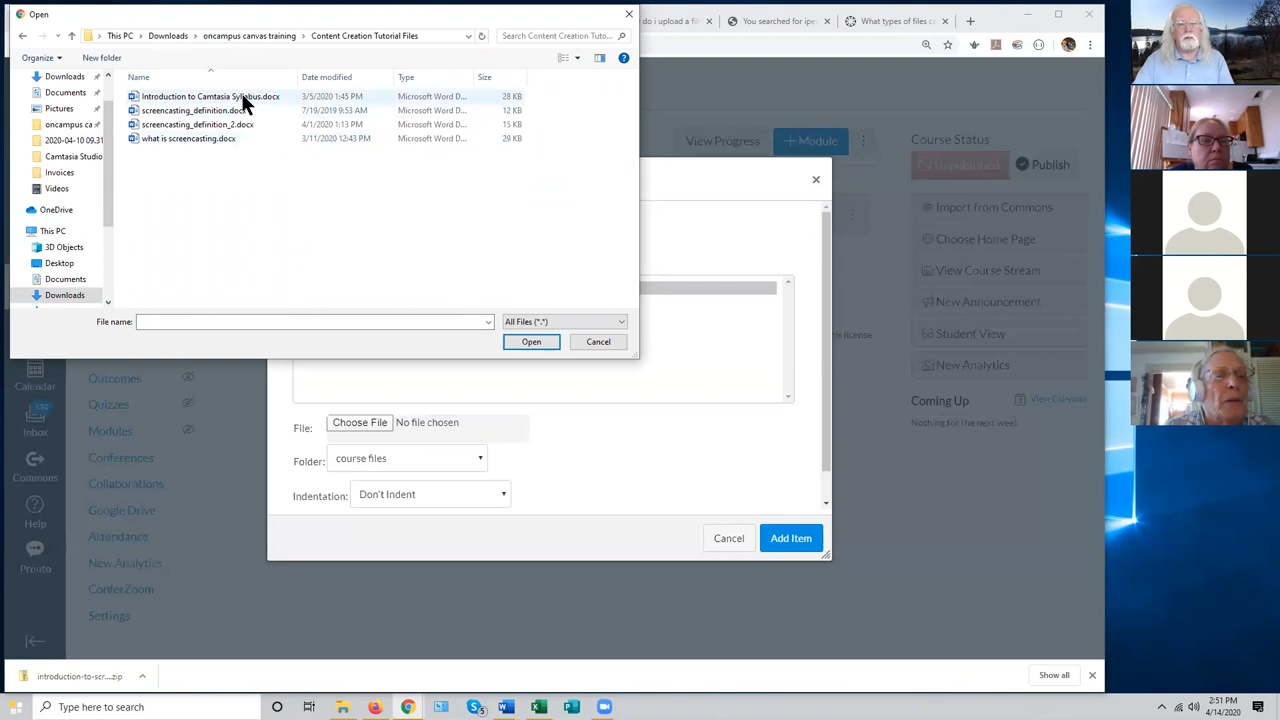 Open
This PC > Downloads > oncampus canvas training > Content Creation Tutorial Files
Search Content Creation Tuto...
Organize
New folder
Name
Date modified
Type
Size
Introduction to Camtasia Syllabus.docx 3/5/2020 1:45 PM Microsoft Word D... 28 KB
screencasting_definition.docx 7/19/2019 9:53 AM Microsoft Word D... 12 KB
screencasting_definition_2.docx 4/1/2020 1:13 PM Microsoft Word D... 15 KB
what is screencasting.docx 3/11/2020 12:43 PM Microsoft Word D... 29 KB
Downloads
Documents
Pictures
oncampus ca
2020-04-10 09.31
Camtasia Studio
Invoices
Videos
OneDrive
This PC
3D Objects
Desktop
Documents
Downloads
File name:
All Files (*.*)
Open
Cancel
do i upload a f
You searched for ipe
What types of files ca
View Progress
+ Module
Course Status
Unpublished
Publish
Import from Commons
Choose Home Page
View Course Stream
New Announcement
Student View
New Analytics
Coming Up
View Calendar
Nothing for the next week
license
File:
Choose File
No file chosen
Folder:
course files
Indentation:
Don't Indent
Cancel
Add Item
Calendar
132
Inbox
Commons
Help
Pronto
Outcomes
Quizzes
Modules
Conferences
Collaborations
Google Drive
Attendance
New Analytics
ConferZoom
Settings
introduction-to-scr....zip
Show all
Type here to search
5
2:51 PM
4/14/2020